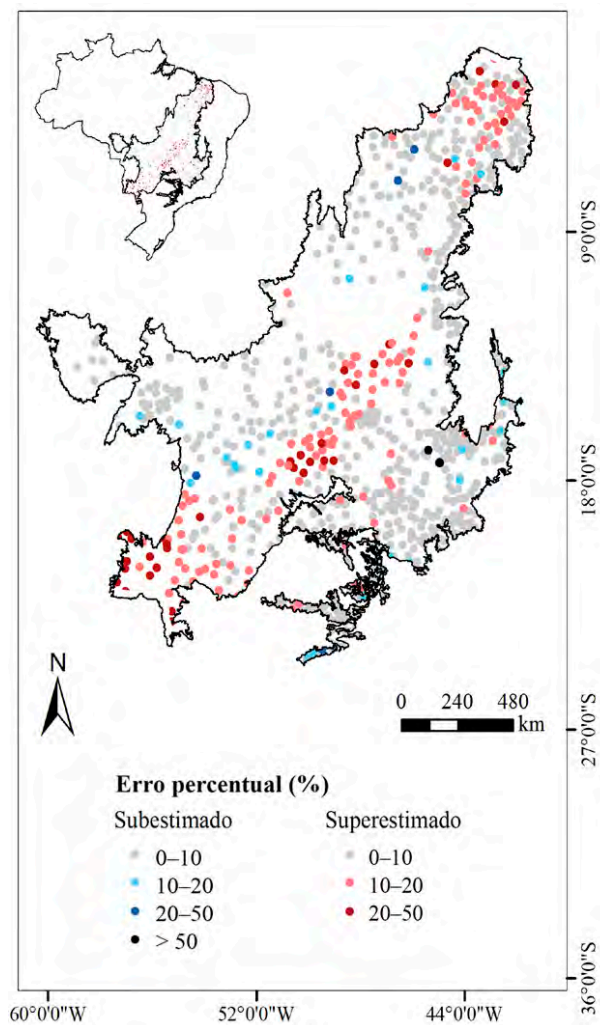 9°0'0"S
18°0'0"S
N
0 240 480
km
27°0'0"S
Erro percentual (%)
Subestimado Superestimado
0–10 0–10
10–20 10–20
20–50 20–50
> 50
36°0'0"S
60°0'0"W 52°0'0"W 44°0'0"W